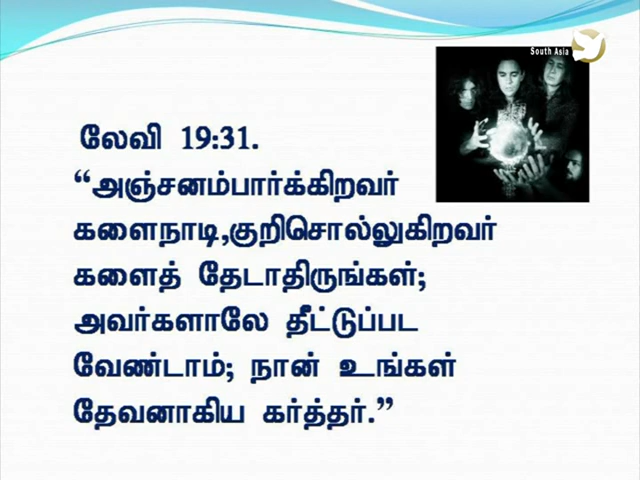 South Asia
லேவி 19:31.
“அஞ்சனம்பார்க்கிறவர்
களைநாடி,குறிசொல்லுகிறவர்
களைத் தேடாதிருங்கள்;
அவர்களாலே தீட்டுப்பட
வேண்டாம்; நான் உங்கள்
தேவனாகிய கர்த்தர்.”